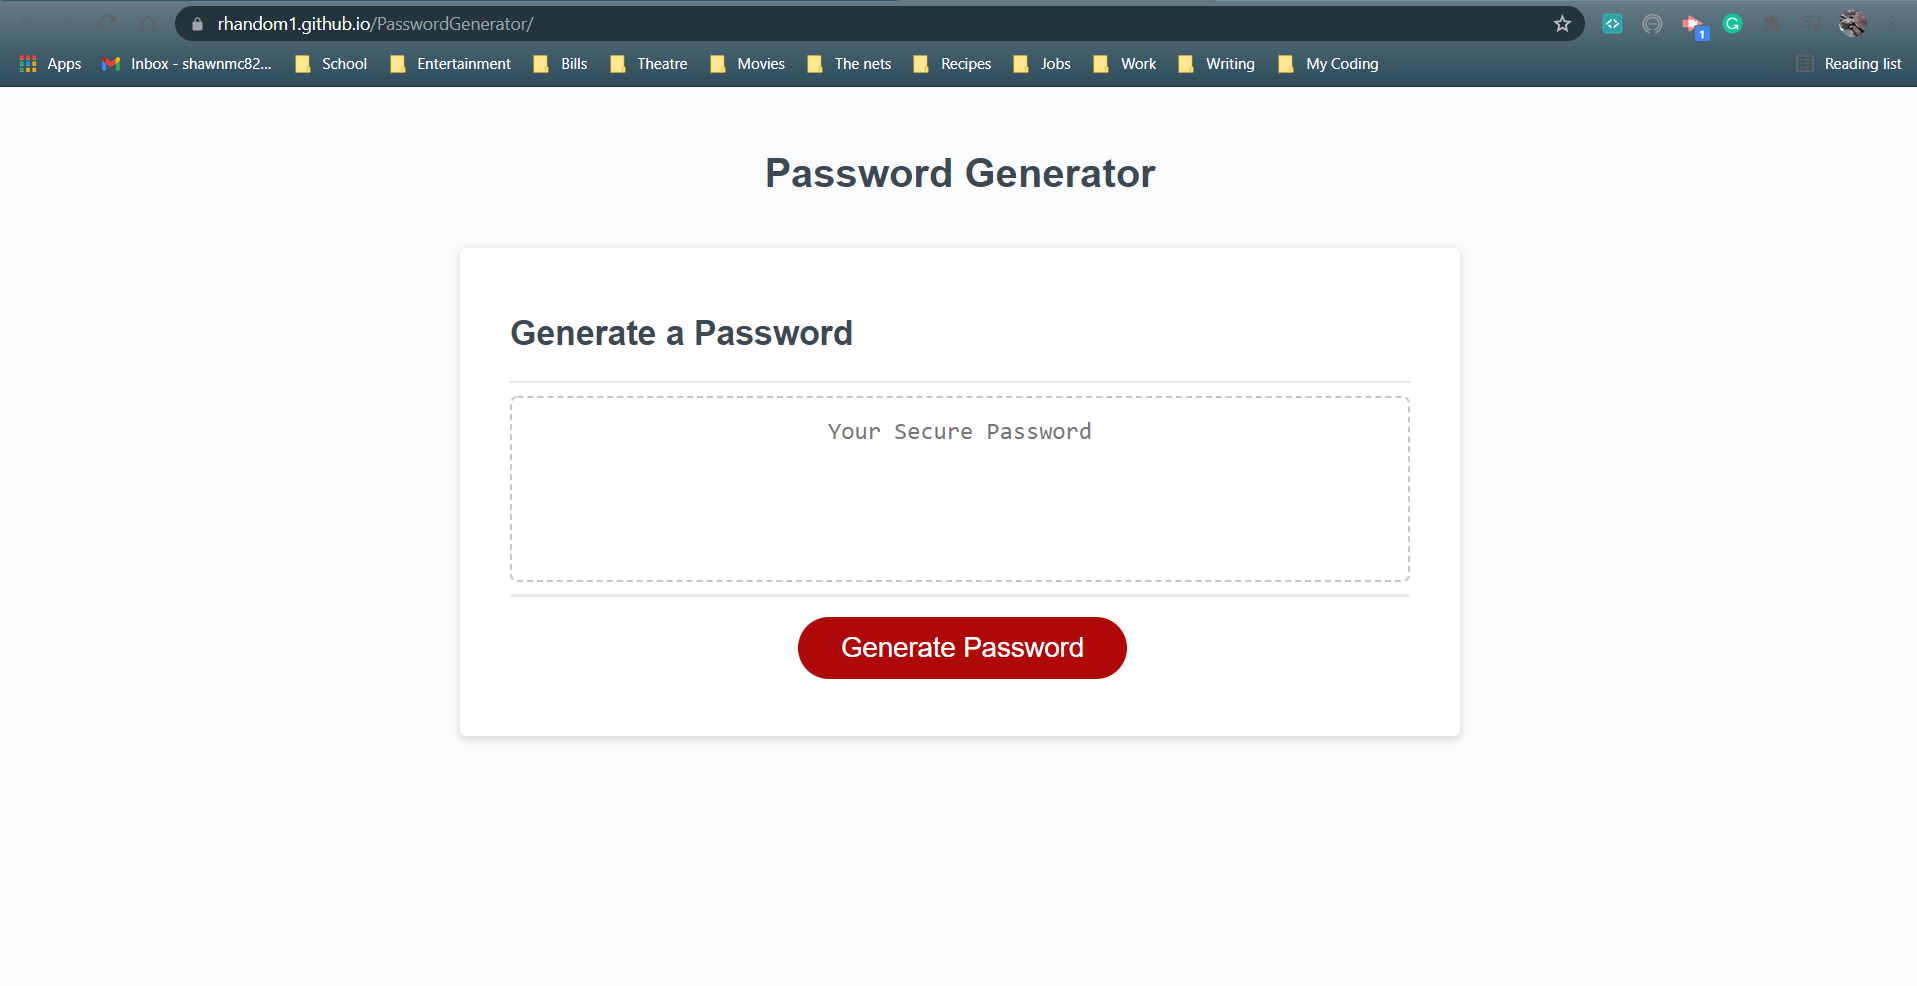 rhandom1.github.io/PasswordGenerator/
1
Apps Inbox - shawnmc82... School Entertainment Bills Theatre Movies The nets Recipes Jobs Work Writing My Coding Reading list
Password Generator
Generate a Password
Your Secure Password
Generate Password